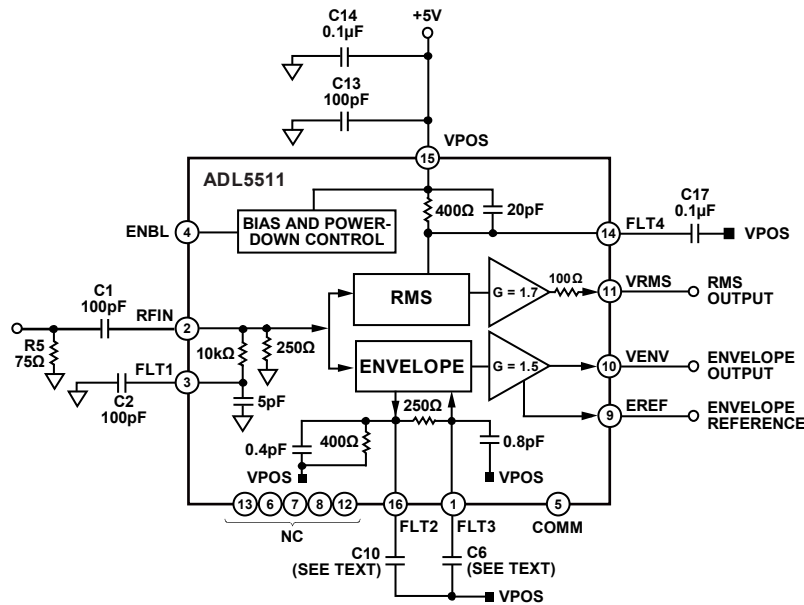 C14
0.1µF
+5V
C13
100pF
VPOS
15
ADL5511
400Ω
20pF
C17
0.1µF
ENBL
4
BIAS AND POWER-
DOWN CONTROL
14
FLT4
VPOS
C1
100pF
RFIN
2
RMS
G = 1.7
100Ω
11
VRMS
RMS
OUTPUT
R5
75Ω
10kΩ
250Ω
FLT1
3
ENVELOPE
G = 1.5
10
VENV
ENVELOPE
OUTPUT
C2
100pF
5pF
250Ω
9
EREF
ENVELOPE
REFERENCE
0.4pF
400Ω
0.8pF
VPOS
VPOS
13
6
7
8
12
16
1
5
NC
FLT2
FLT3
COMM
C10
(SEE TEXT)
C6
(SEE TEXT)
VPOS